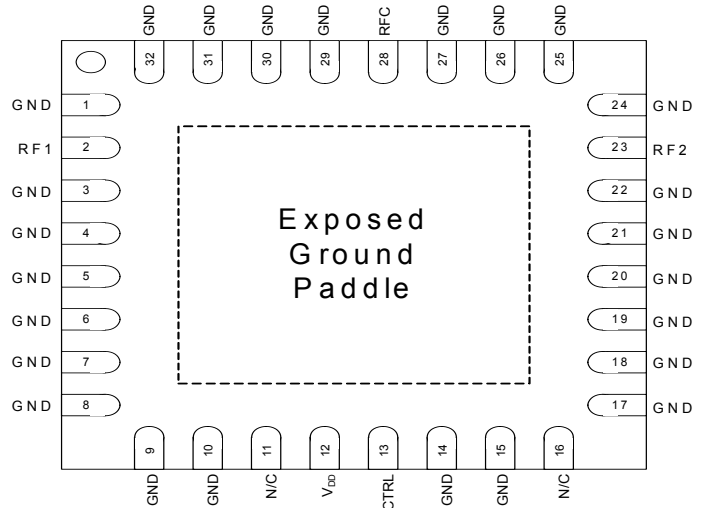 GND GND GND GND RFC GND GND GND
32 31 30 29 28 27 26 25
GND 1 24 GND
RF1 2 23 RF2
GND 3 22 GND
GND 4 21 GND
GND 5 20 GND
GND 6 19 GND
GND 7 18 GND
GND 8 17 GND
Exposed
Ground
Paddle
9 10 11 12 13 14 15 16
GND GND N/C VDD CTRL GND GND N/C